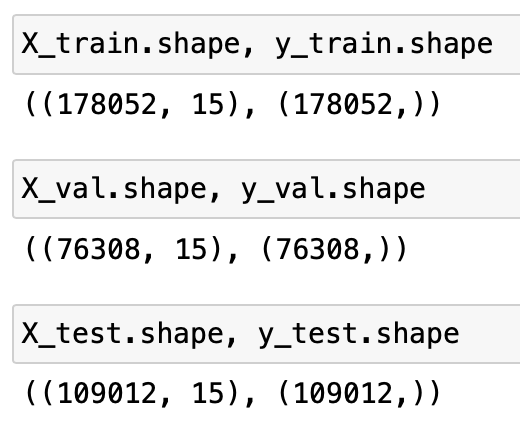 X_train.shape, y_train.shape
((178052, 15), (178052,))
X_val.shape, y_val.shape
((76308, 15), (76308,))
X_test.shape, y_test.shape
((109012, 15), (109012,))